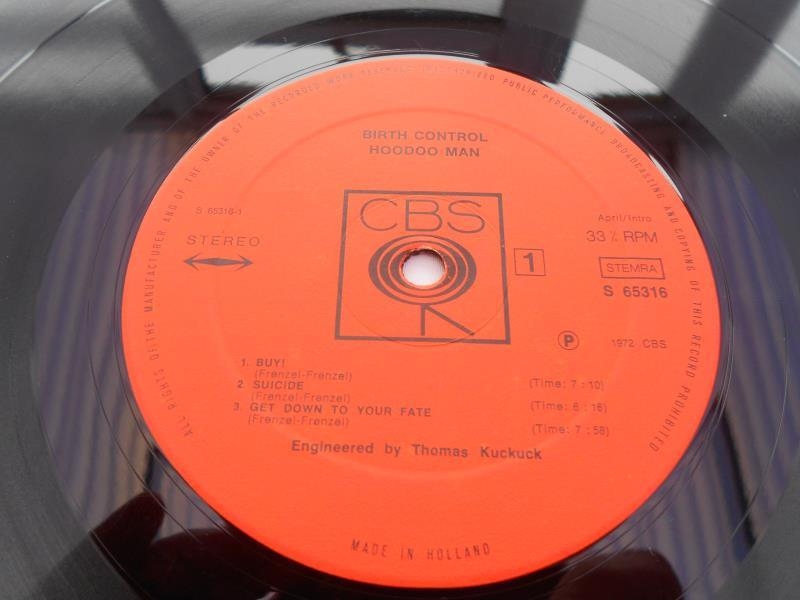 ALL RIGHTS OF THE MANUFACTURER AND OF THE OWNER OF THE RECORDED WORK RESERVED UNAUTHORIZED PUBLIC PERFORMANCE BROADCASTING AND COPYING OF THIS RECORD PROHIBITED
BIRTH CONTROL
HOODOO MAN
S 65316-1
STEREO
CBS
1
April/Intro.
33⅓ RPM
STEMRA
S 65316
P 1972 CBS
1. BUY!
(Frenzel-Frenzel) (Time: 7:10)
2. SUICIDE
(Frenzel-Frenzel) (Time: 6:16)
3. GET DOWN TO YOUR FATE
(Frenzel-Frenzel) (Time: 7:58)
Engineered by Thomas Kuckuck
MADE IN HOLLAND